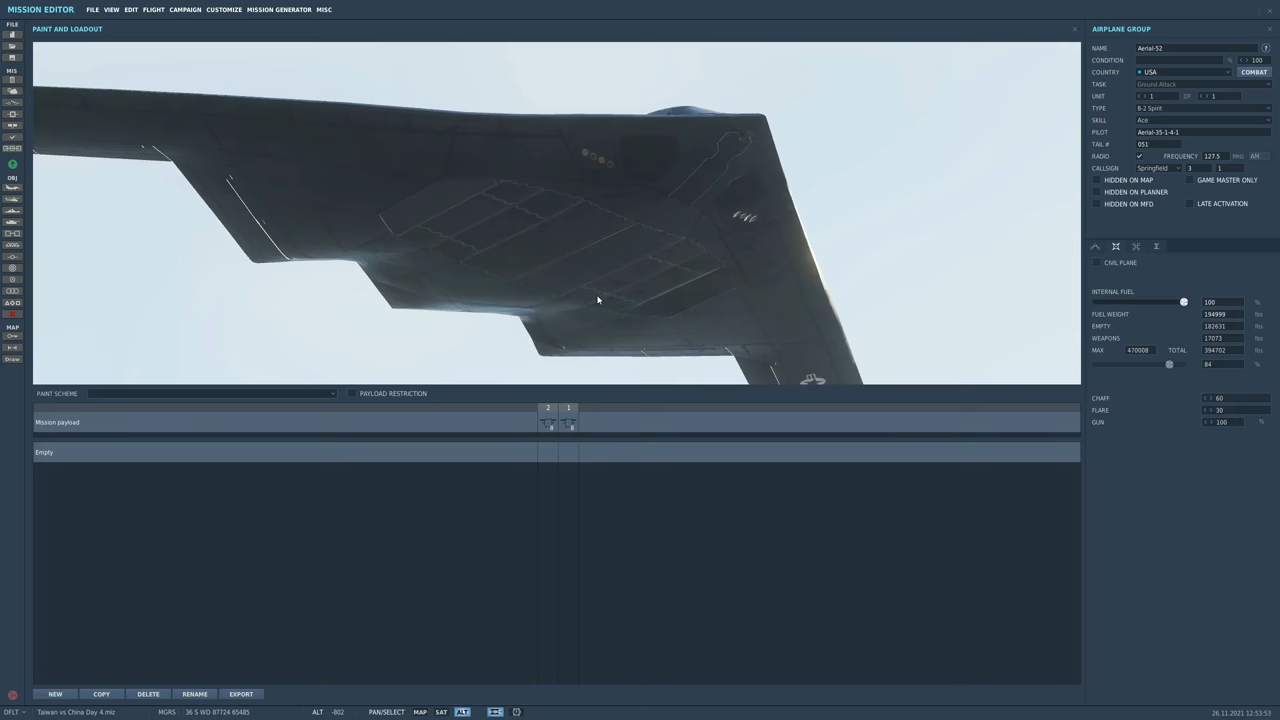 MISSION EDITOR FILE VIEW EDIT FLIGHT CAMPAIGN CUSTOMIZE MISSION GENERATOR MISC
FILE
MIS
OBJ
MAP
Draw
PAINT AND LOADOUT
PAINT SCHEME
PAYLOAD RESTRICTION
2 1
Mission payload 8 8
Empty
NEW COPY DELETE RENAME EXPORT
AIRPLANE GROUP
NAME Aerial-52 ?
CONDITION % < > 100
COUNTRY USA COMBAT
TASK Ground Attack
UNIT < > 1 OF < > 1
TYPE B-2 Spirit
SKILL Ace
PILOT Aerial-35-1-4-1
TAIL # 051
RADIO FREQUENCY 127.5 MHz AM
CALLSIGN Springfield 3 1
HIDDEN ON MAP GAME MASTER ONLY
HIDDEN ON PLANNER
HIDDEN ON MFD LATE ACTIVATION
CIVIL PLANE
INTERNAL FUEL
100 %
FUEL WEIGHT 194999 lbs
EMPTY 182631 lbs
WEAPONS 17073 lbs
MAX 470008 TOTAL 394702 lbs
84 %
CHAFF < > 60
FLARE < > 30
GUN < > 100 %
DFLT Taiwan vs China Day 4.miz MGRS 36 S WD 87724 65485 ALT -802 PAN/SELECT MAP SAT ALT 26.11.2021 12:53:53